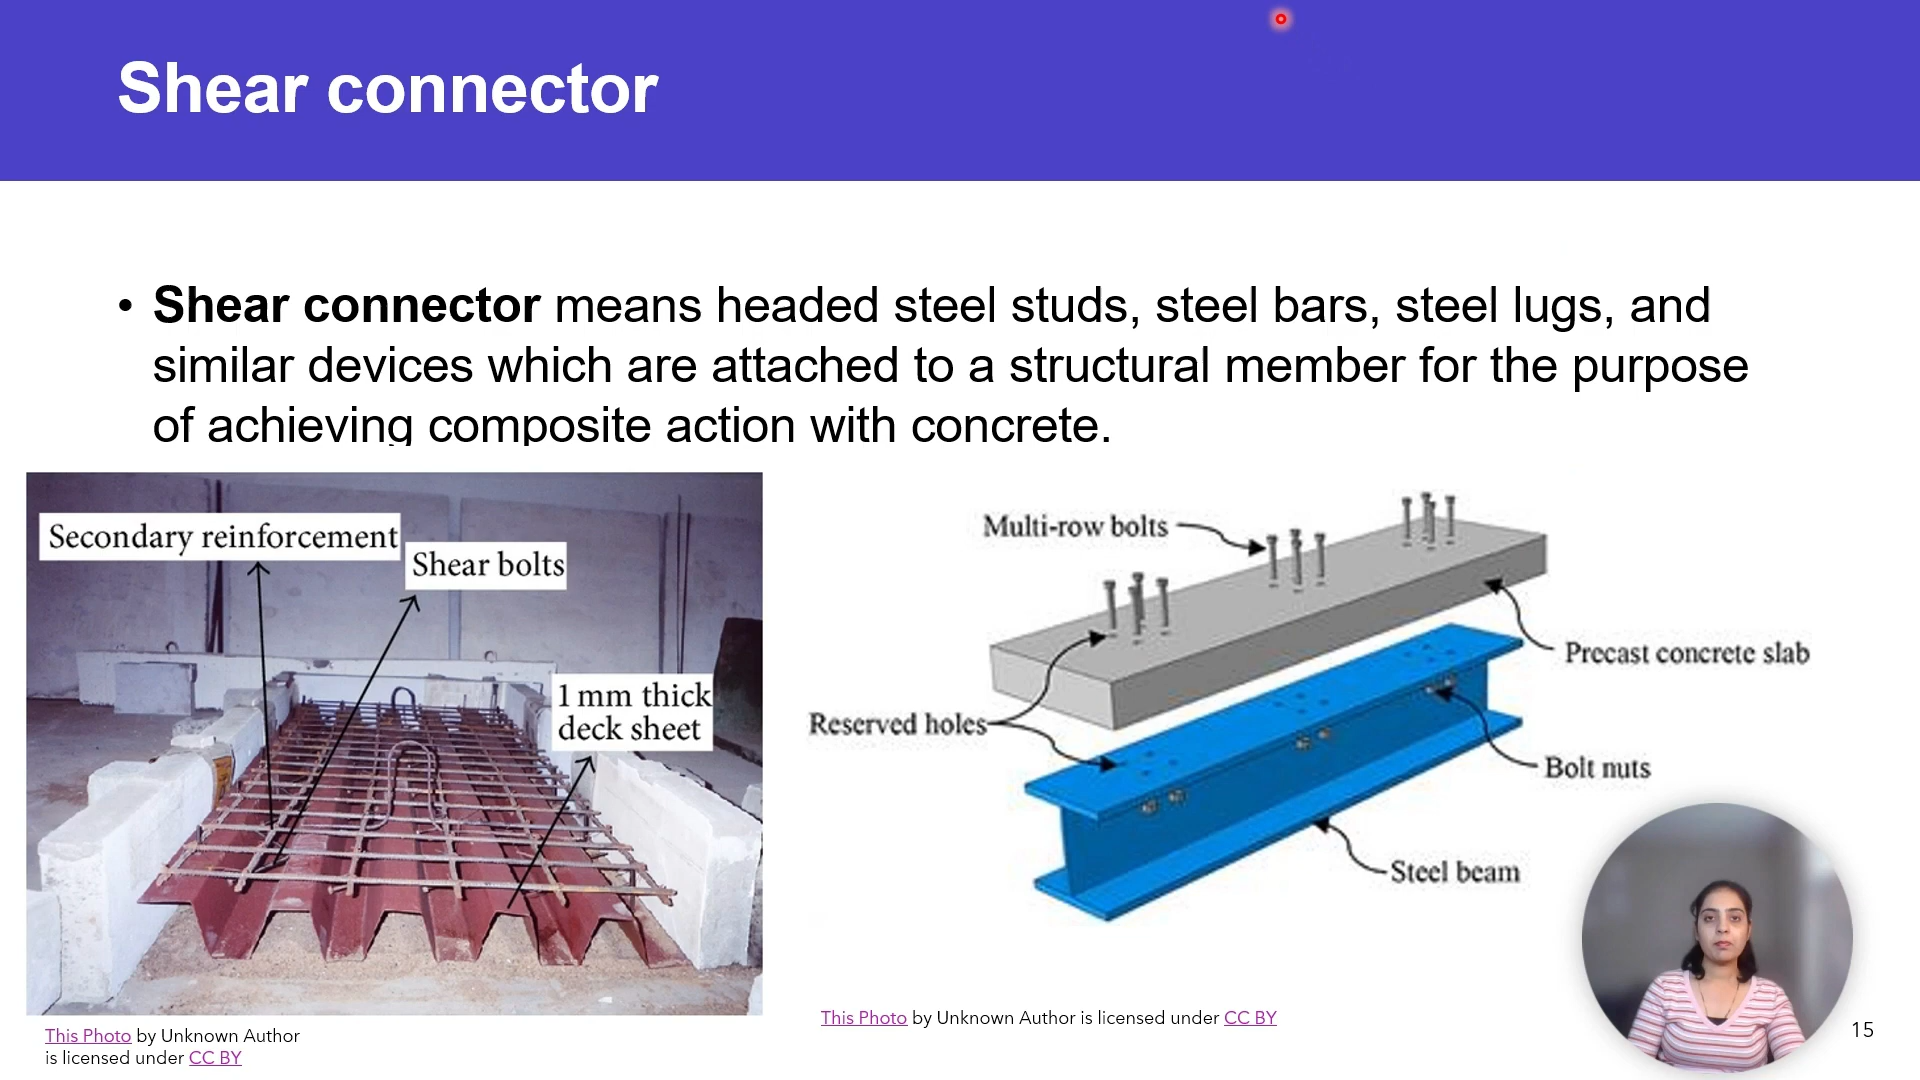 Shear connector
• Shear connector means headed steel studs, steel bars, steel lugs, and
similar devices which are attached to a structural member for the purpose
of achieving composite action with concrete.
Secondary reinforcement
Shear bolts
1 mm thick
deck sheet
Multi-row bolts
Precast concrete slab
Reserved holes
Bolt nuts
Steel beam
This Photo by Unknown Author
is licensed under CC BY
This Photo by Unknown Author is licensed under CC BY
15